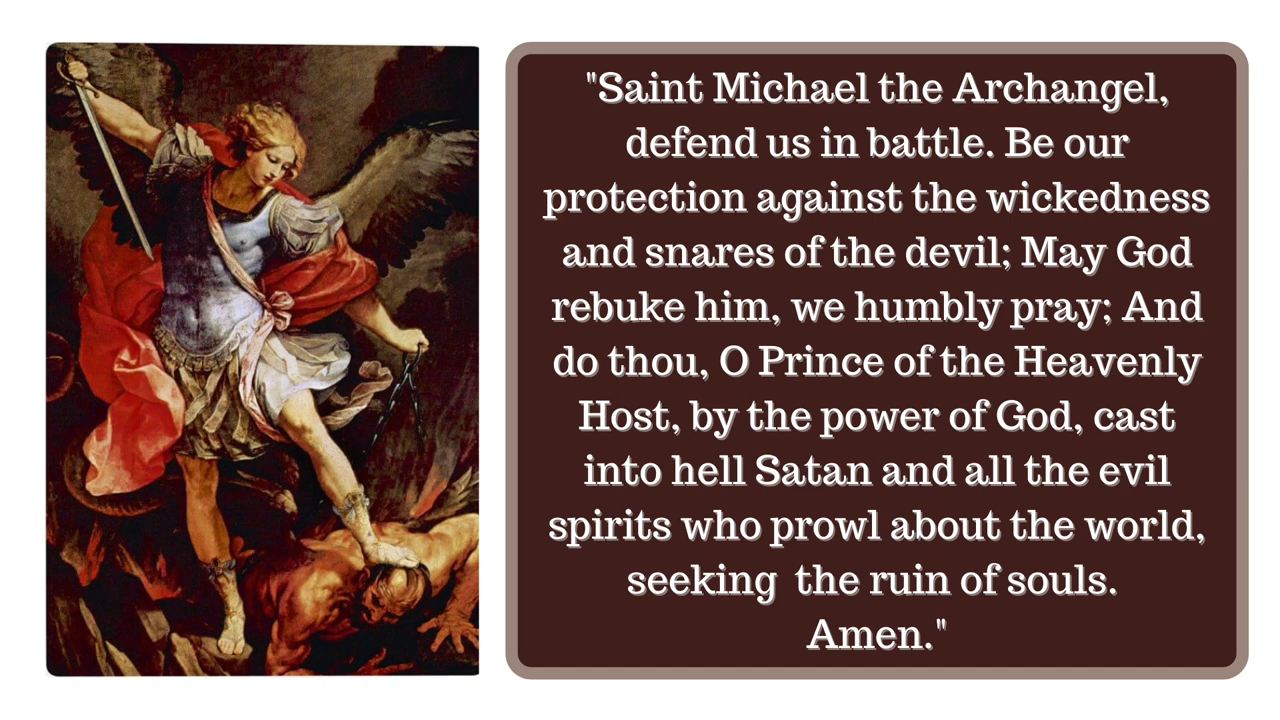 "Saint Michael the Archangel,
defend us in battle. Be our
protection against the wickedness
and snares of the devil; May God
rebuke him, we humbly pray; And
do thou, O Prince of the Heavenly
Host, by the power of God, cast
into hell Satan and all the evil
spirits who prowl about the world,
seeking  the ruin of souls.
Amen."